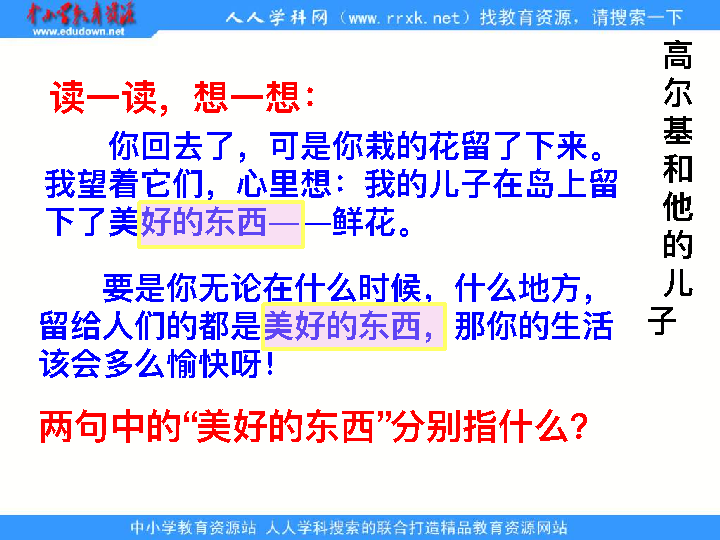 中小学教育资源
www.edudown.net
人人学科网（www.rrxk.net）找教育资源，请搜索一下
读一读，想一想：
你回去了，可是你栽的花留了下来。
我望着它们，心里想：我的儿子在岛上留
下了美好的东西——鲜花。
要是你无论在什么时候，什么地方，
留给人们的都是美好的东西，那你的生活
该会多么愉快呀！
两句中的“美好的东西”分别指什么？
高尔基和他的儿子
中小学教育资源站 人人学科搜索的联合打造精品教育资源网站